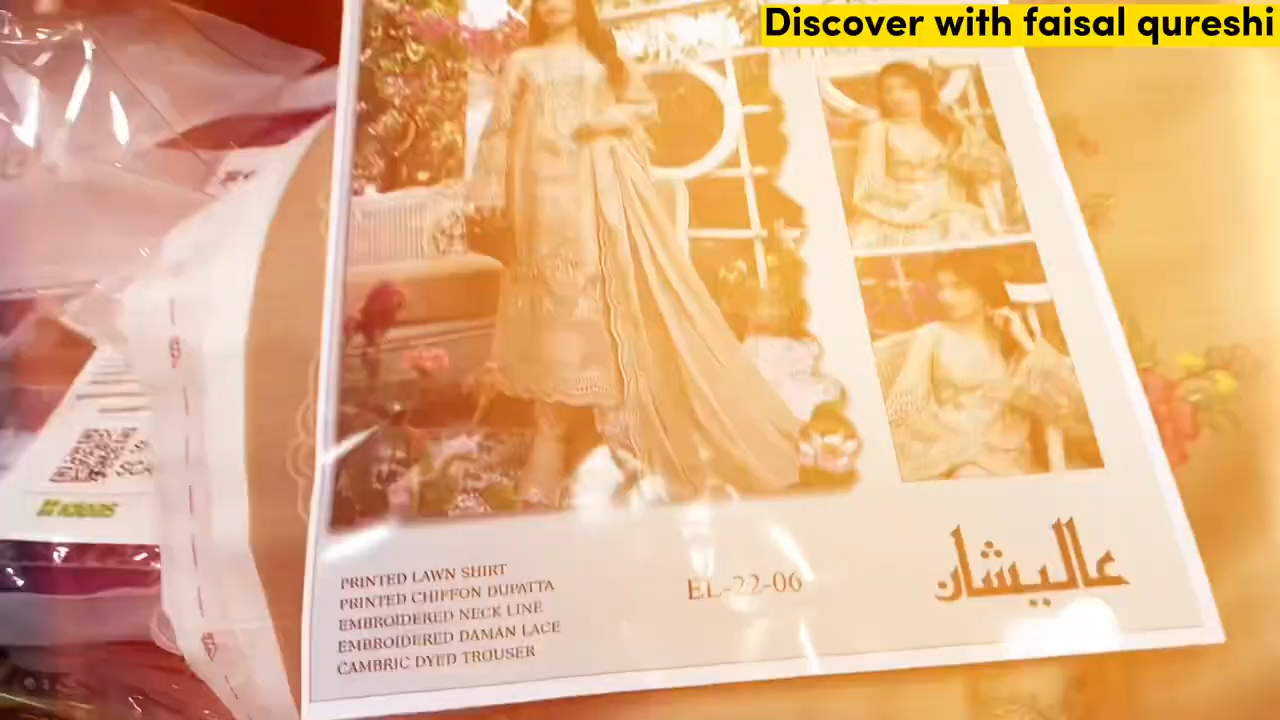 Discover with faisal qureshi
ideas
PRINTED LAWN SHIRT
PRINTED CHIFFON DUPATTA
EMBROIDERED NECK LINE
EMBROIDERED DAMAN LACE
CAMBRIC DYED TROUSER
EL-22-06
عالیشان